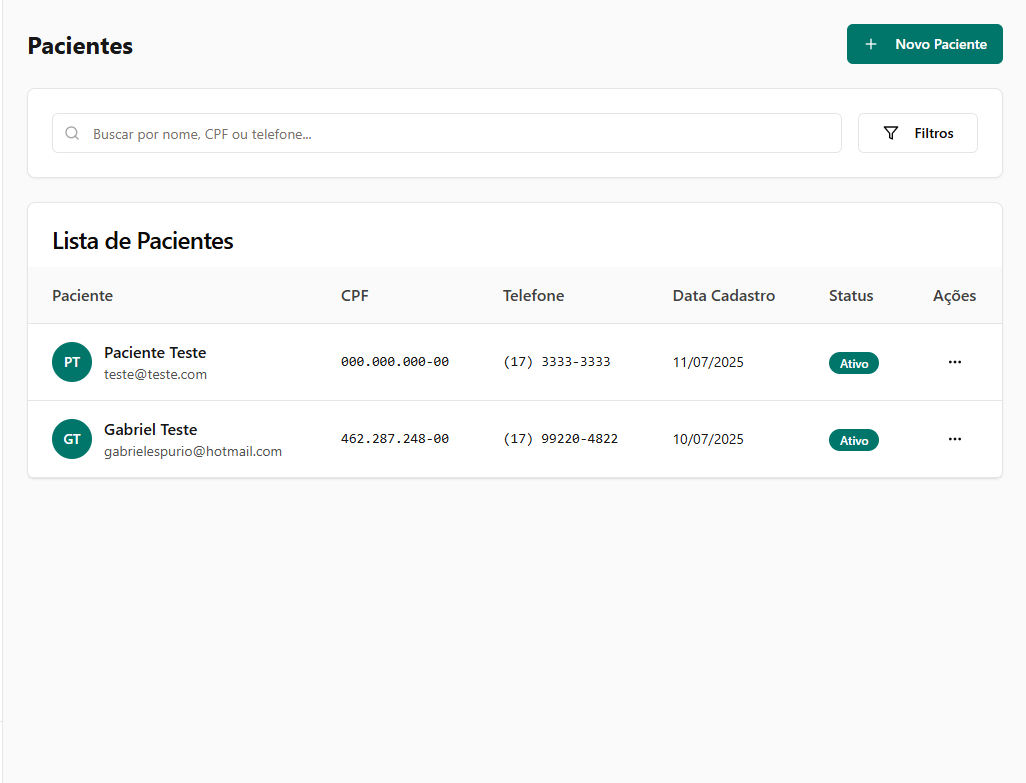 Pacientes
+ Novo Paciente
Buscar por nome, CPF ou telefone...
Filtros
Lista de Pacientes
Paciente CPF Telefone Data Cadastro Status Ações
PT Paciente Teste 000.000.000-00 (17) 3333-3333 11/07/2025 Ativo ...
teste@teste.com
GT Gabriel Teste 462.287.248-00 (17) 99220-4822 10/07/2025 Ativo ...
gabrielespurio@hotmail.com